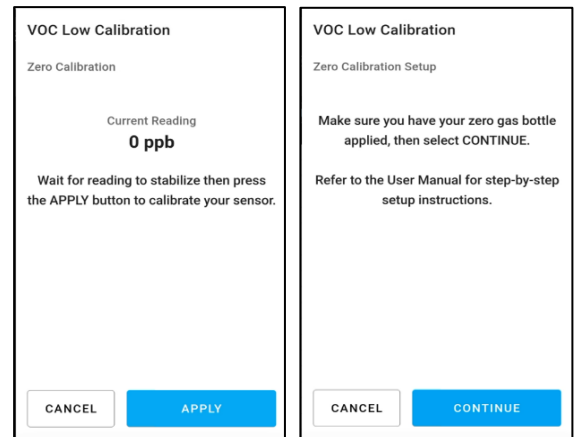 VOC Low Calibration
Zero Calibration
Current Reading
0 ppb
Wait for reading to stabilize then press
the APPLY button to calibrate your sensor.
CANCEL
APPLY
VOC Low Calibration
Zero Calibration Setup
Make sure you have your zero gas bottle
applied, then select CONTINUE.
Refer to the User Manual for step-by-step
setup instructions.
CANCEL
CONTINUE